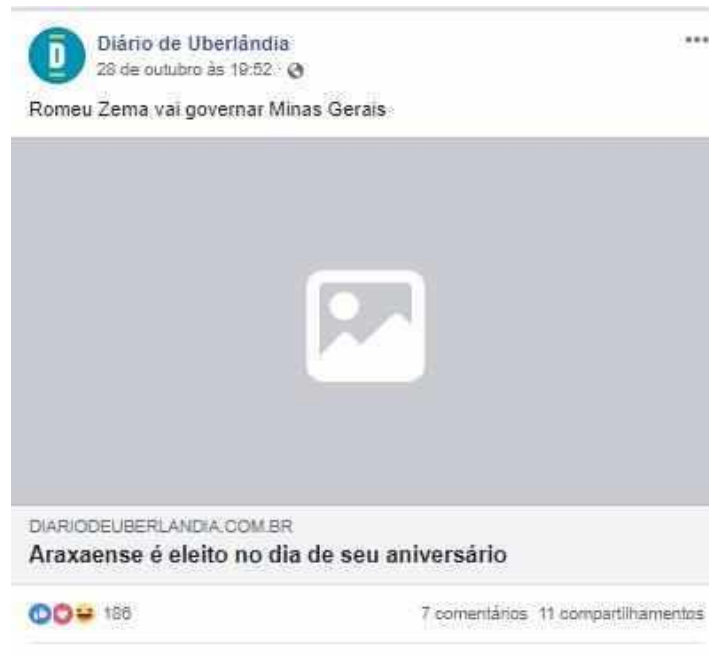 Diário de Uberlândia
28 de outubro às 19:52 ·
Romeu Zema vai governar Minas Gerais
DIARIODEUBERLANDIA.COM.BR
Araxaense é eleito no dia de seu aniversário
186
7 comentários 11 compartilhamentos